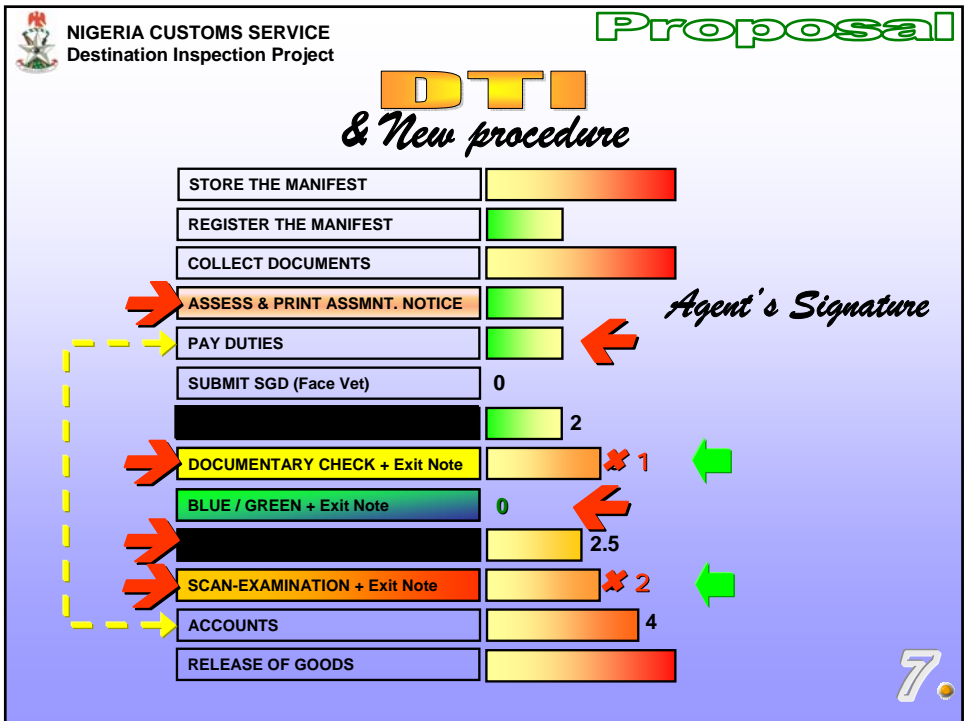 NIGERIA CUSTOMS SERVICE
Destination Inspection Project
Proposal
DTI
& New procedure
STORE THE MANIFEST
REGISTER THE MANIFEST
COLLECT DOCUMENTS
ASSESS & PRINT ASSMNT. NOTICE
Agent's Signature
PAY DUTIES
SUBMIT SGD (Face Vet) 0
2
DOCUMENTARY CHECK + Exit Note ✘ 1
BLUE / GREEN + Exit Note 0
2.5
SCAN-EXAMINATION + Exit Note ✘ 2
ACCOUNTS 4
RELEASE OF GOODS
7.